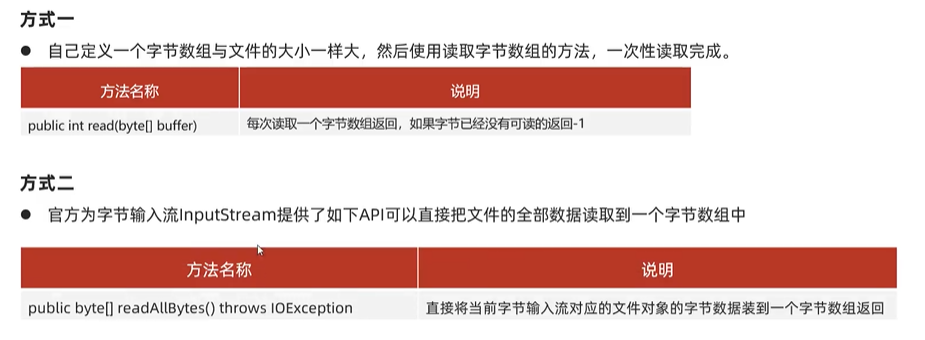 方式一
● 自己定义一个字节数组与文件的大小一样大，然后使用读取字节数组的方法，一次性读取完成。
方法名称 说明
public int read(byte[] buffer) 每次读取一个字节数组返回，如果字节已经没有可读的返回-1
方式二
● 官方为字节输入流InputStream提供了如下API可以直接把文件的全部数据读取到一个字节数组中
方法名称 说明
public byte[] readAllBytes() throws IOException 直接将当前字节输入流对应的文件对象的字节数据装到一个字节数组返回